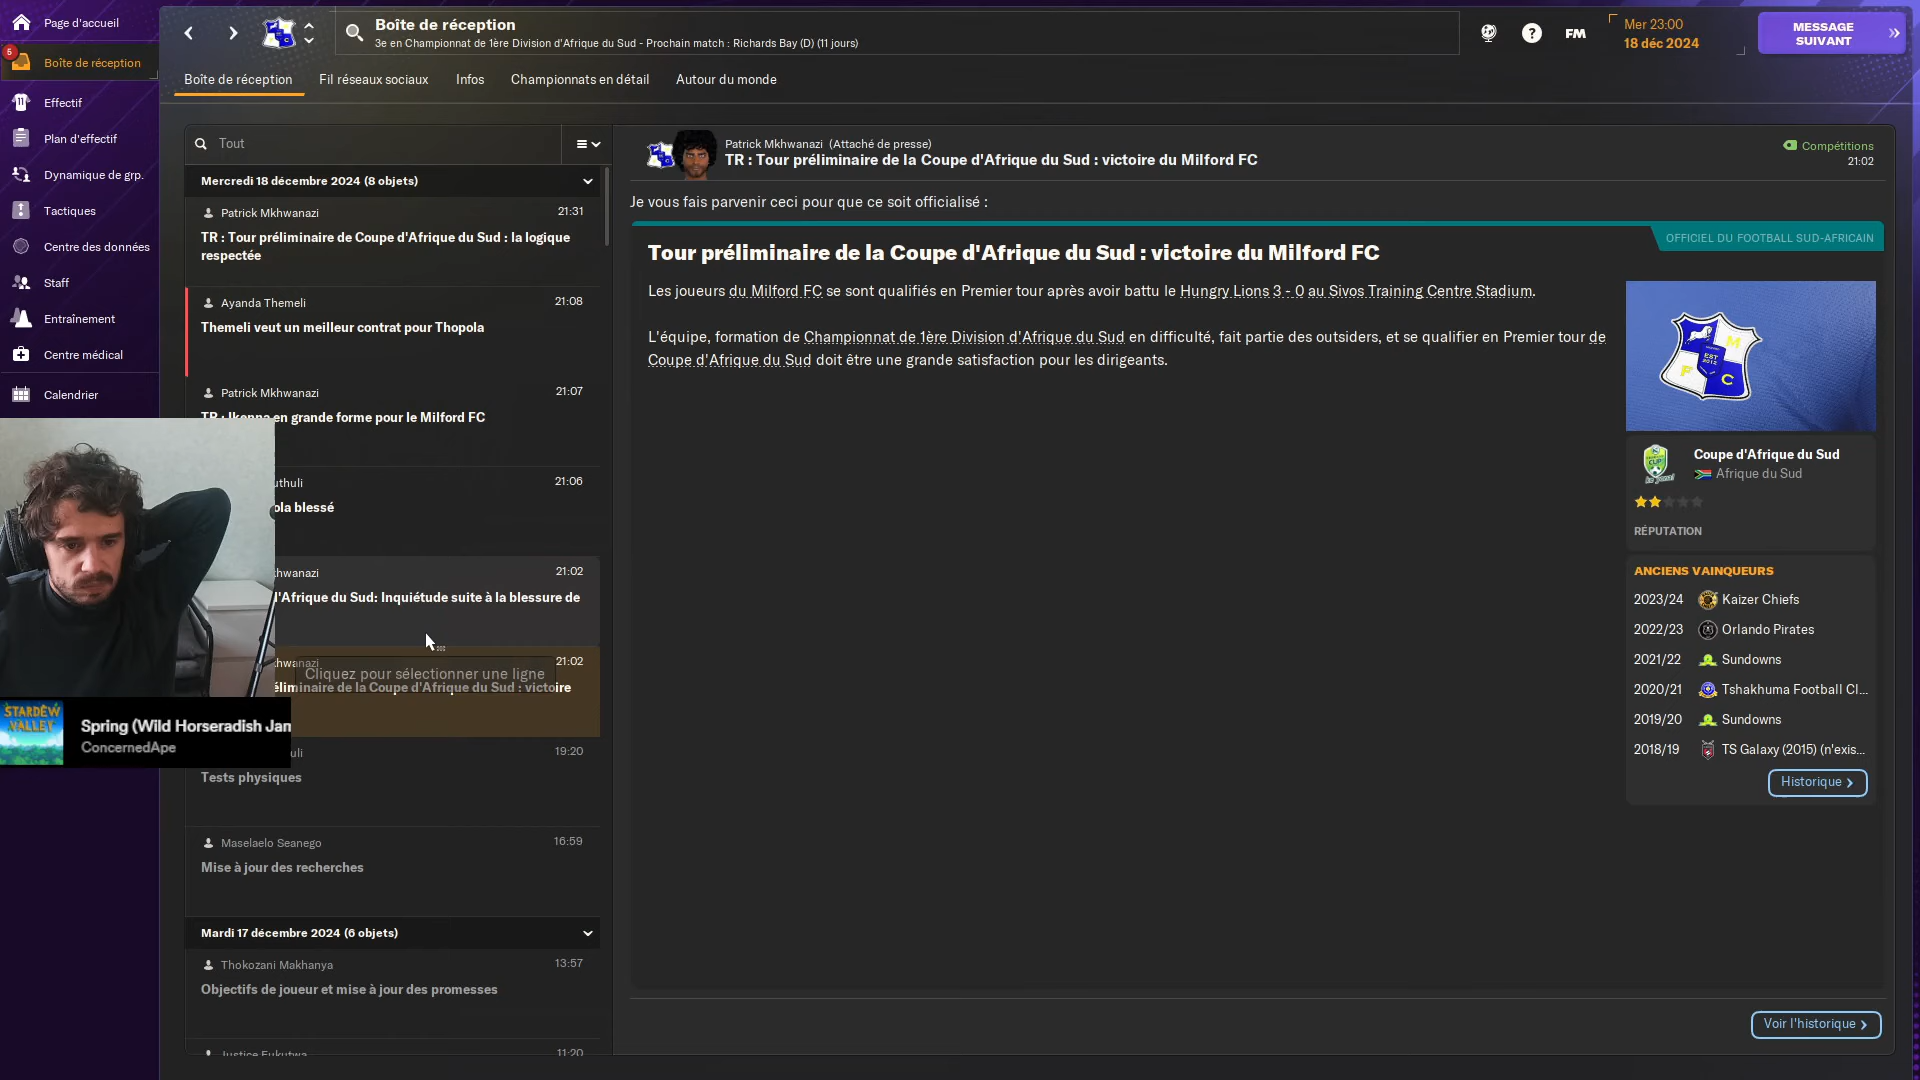 Page d'accueil
6
Boîte de réception
Effectif
Plan d'effectif
Dynamique de grp.
Tactiques
Centre des données
Staff
Entraînement
Centre médical
Calendrier
Boîte de réception
3e en Championnat de 1ère Division d'Afrique du Sud - Prochain match : Richards Bay (D) (11 jours)
FM
Mer 23:00
18 déc 2024
MESSAGE
SUIVANT
Boîte de réception
Fil réseaux sociaux
Infos
Championnats en détail
Autour du monde
Tout
Mercredi 18 décembre 2024 (8 objets)
Patrick Mkhwanazi 21:31
TR : Tour préliminaire de Coupe d'Afrique du Sud : la logique
respectée
Ayanda Themeli 21:08
Themeli veut un meilleur contrat pour Thopola
Patrick Mkhwanazi 21:07
TR : Ikenna en grande forme pour le Milford FC
uthuli 21:06
ola blessé
khwanazi 21:02
d'Afrique du Sud: Inquiétude suite à la blessure de
khwanazi 21:02
Cliquez pour sélectionner une ligne
éliminaire de la Coupe d'Afrique du Sud : victoire
uli 19:20
Tests physiques
Maselaelo Seanego 16:59
Mise à jour des recherches
Mardi 17 décembre 2024 (6 objets)
Thokozani Makhanya 13:57
Objectifs de joueur et mise à jour des promesses
Justice Fukutwa 11:20
Patrick Mkhwanazi (Attaché de presse)
TR : Tour préliminaire de la Coupe d'Afrique du Sud : victoire du Milford FC
Compétitions
21:02
Je vous fais parvenir ceci pour que ce soit officialisé :
OFFICIEL DU FOOTBALL SUD-AFRICAIN
Tour préliminaire de la Coupe d'Afrique du Sud : victoire du Milford FC
Les joueurs du Milford FC se sont qualifiés en Premier tour après avoir battu le Hungry Lions 3 - 0 au Sivos Training Centre Stadium.
L'équipe, formation de Championnat de 1ère Division d'Afrique du Sud en difficulté, fait partie des outsiders, et se qualifier en Premier tour de
Coupe d'Afrique du Sud doit être une grande satisfaction pour les dirigeants.
M
EST
2012
F
C
Coupe d'Afrique du Sud
Afrique du Sud
RÉPUTATION
ANCIENS VAINQUEURS
2023/24 Kaizer Chiefs
2022/23 Orlando Pirates
2021/22 Sundowns
2020/21 Tshakhuma Football Cl...
2019/20 Sundowns
2018/19 TS Galaxy (2015) (n'exis...
Historique
Voir l'historique
STARDEW
VALLEY
Spring (Wild Horseradish Jam
ConcernedApe